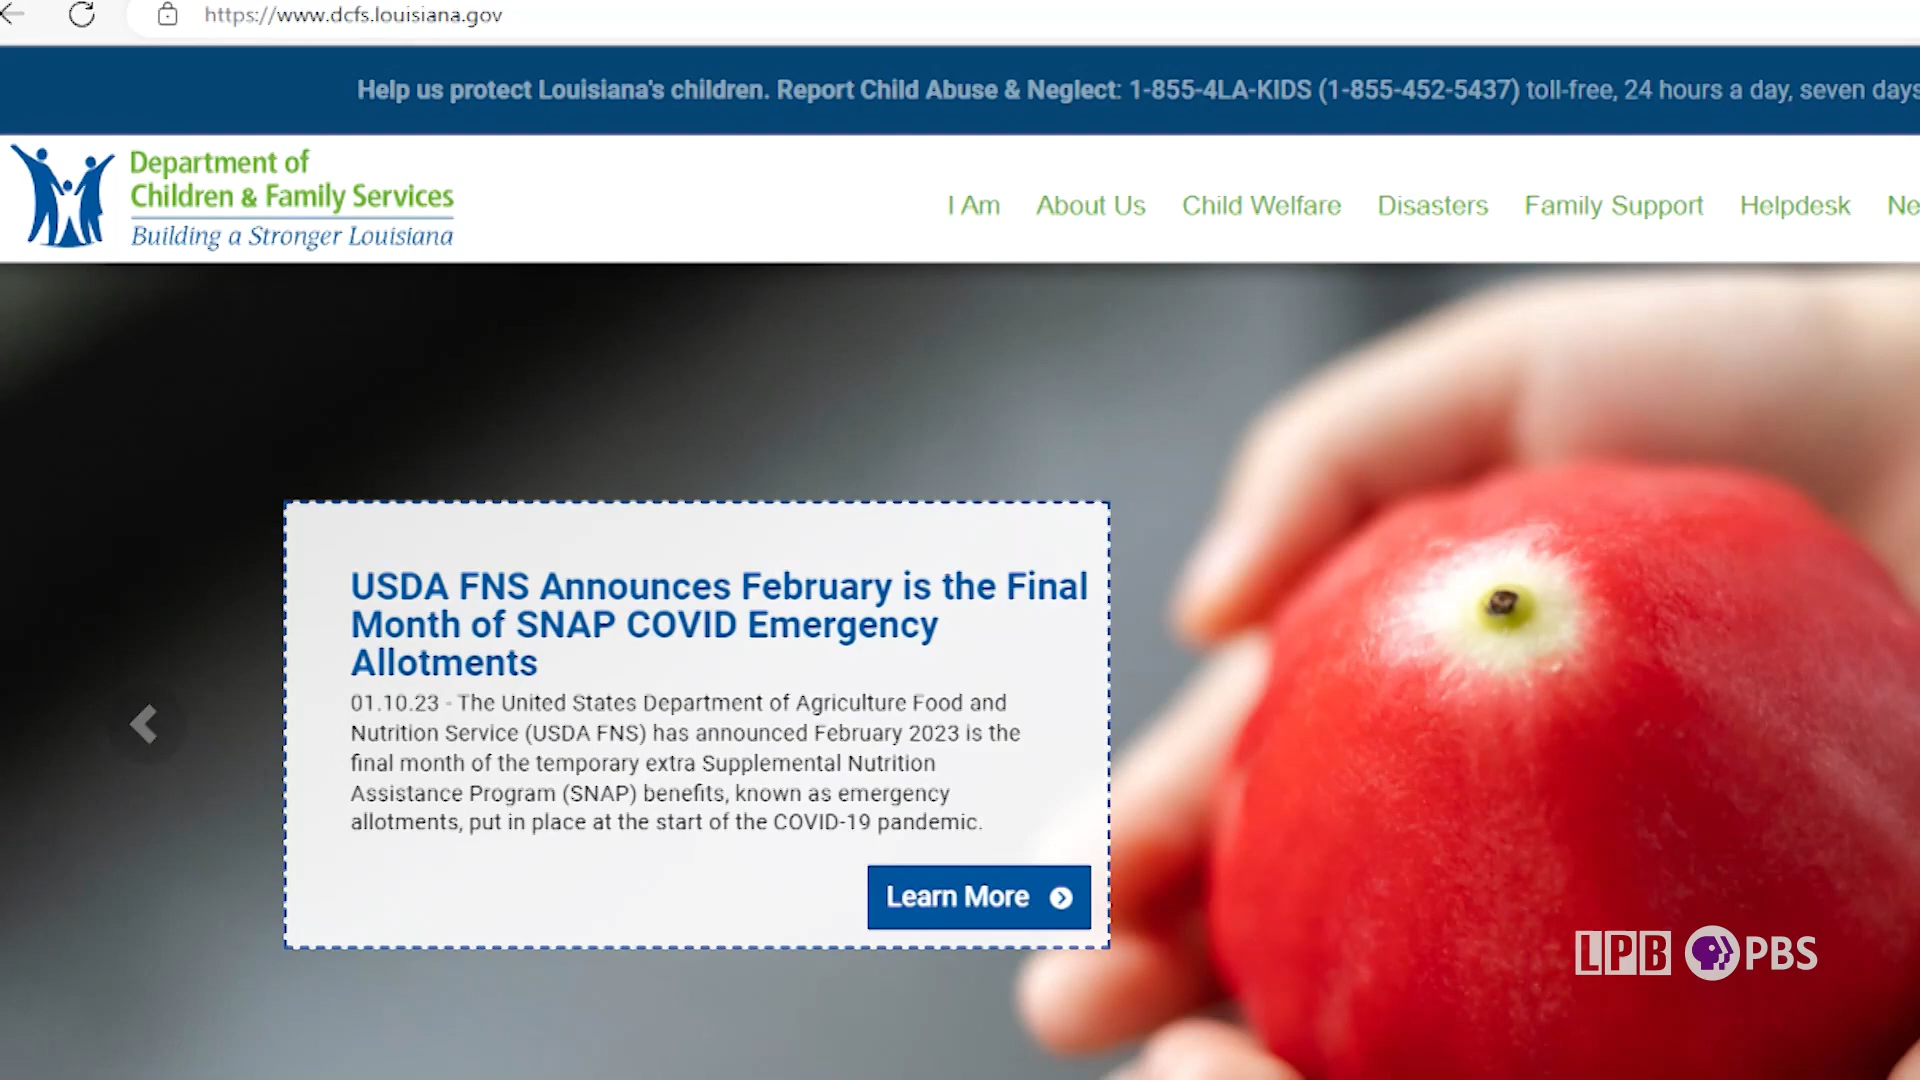 https://www.dcfs.louisiana.gov
Help us protect Louisiana's children. Report Child Abuse & Neglect: 1-855-4LA-KIDS (1-855-452-5437) toll-free, 24 hours a day, seven days
Department of
Children & Family Services
Building a Stronger Louisiana
I Am About Us Child Welfare Disasters Family Support Helpdesk Ne
USDA FNS Announces February is the Final
Month of SNAP COVID Emergency
Allotments
01.10.23 - The United States Department of Agriculture Food and
Nutrition Service (USDA FNS) has announced February 2023 is the
final month of the temporary extra Supplemental Nutrition
Assistance Program (SNAP) benefits, known as emergency
allotments, put in place at the start of the COVID-19 pandemic.
Learn More
LPB PBS